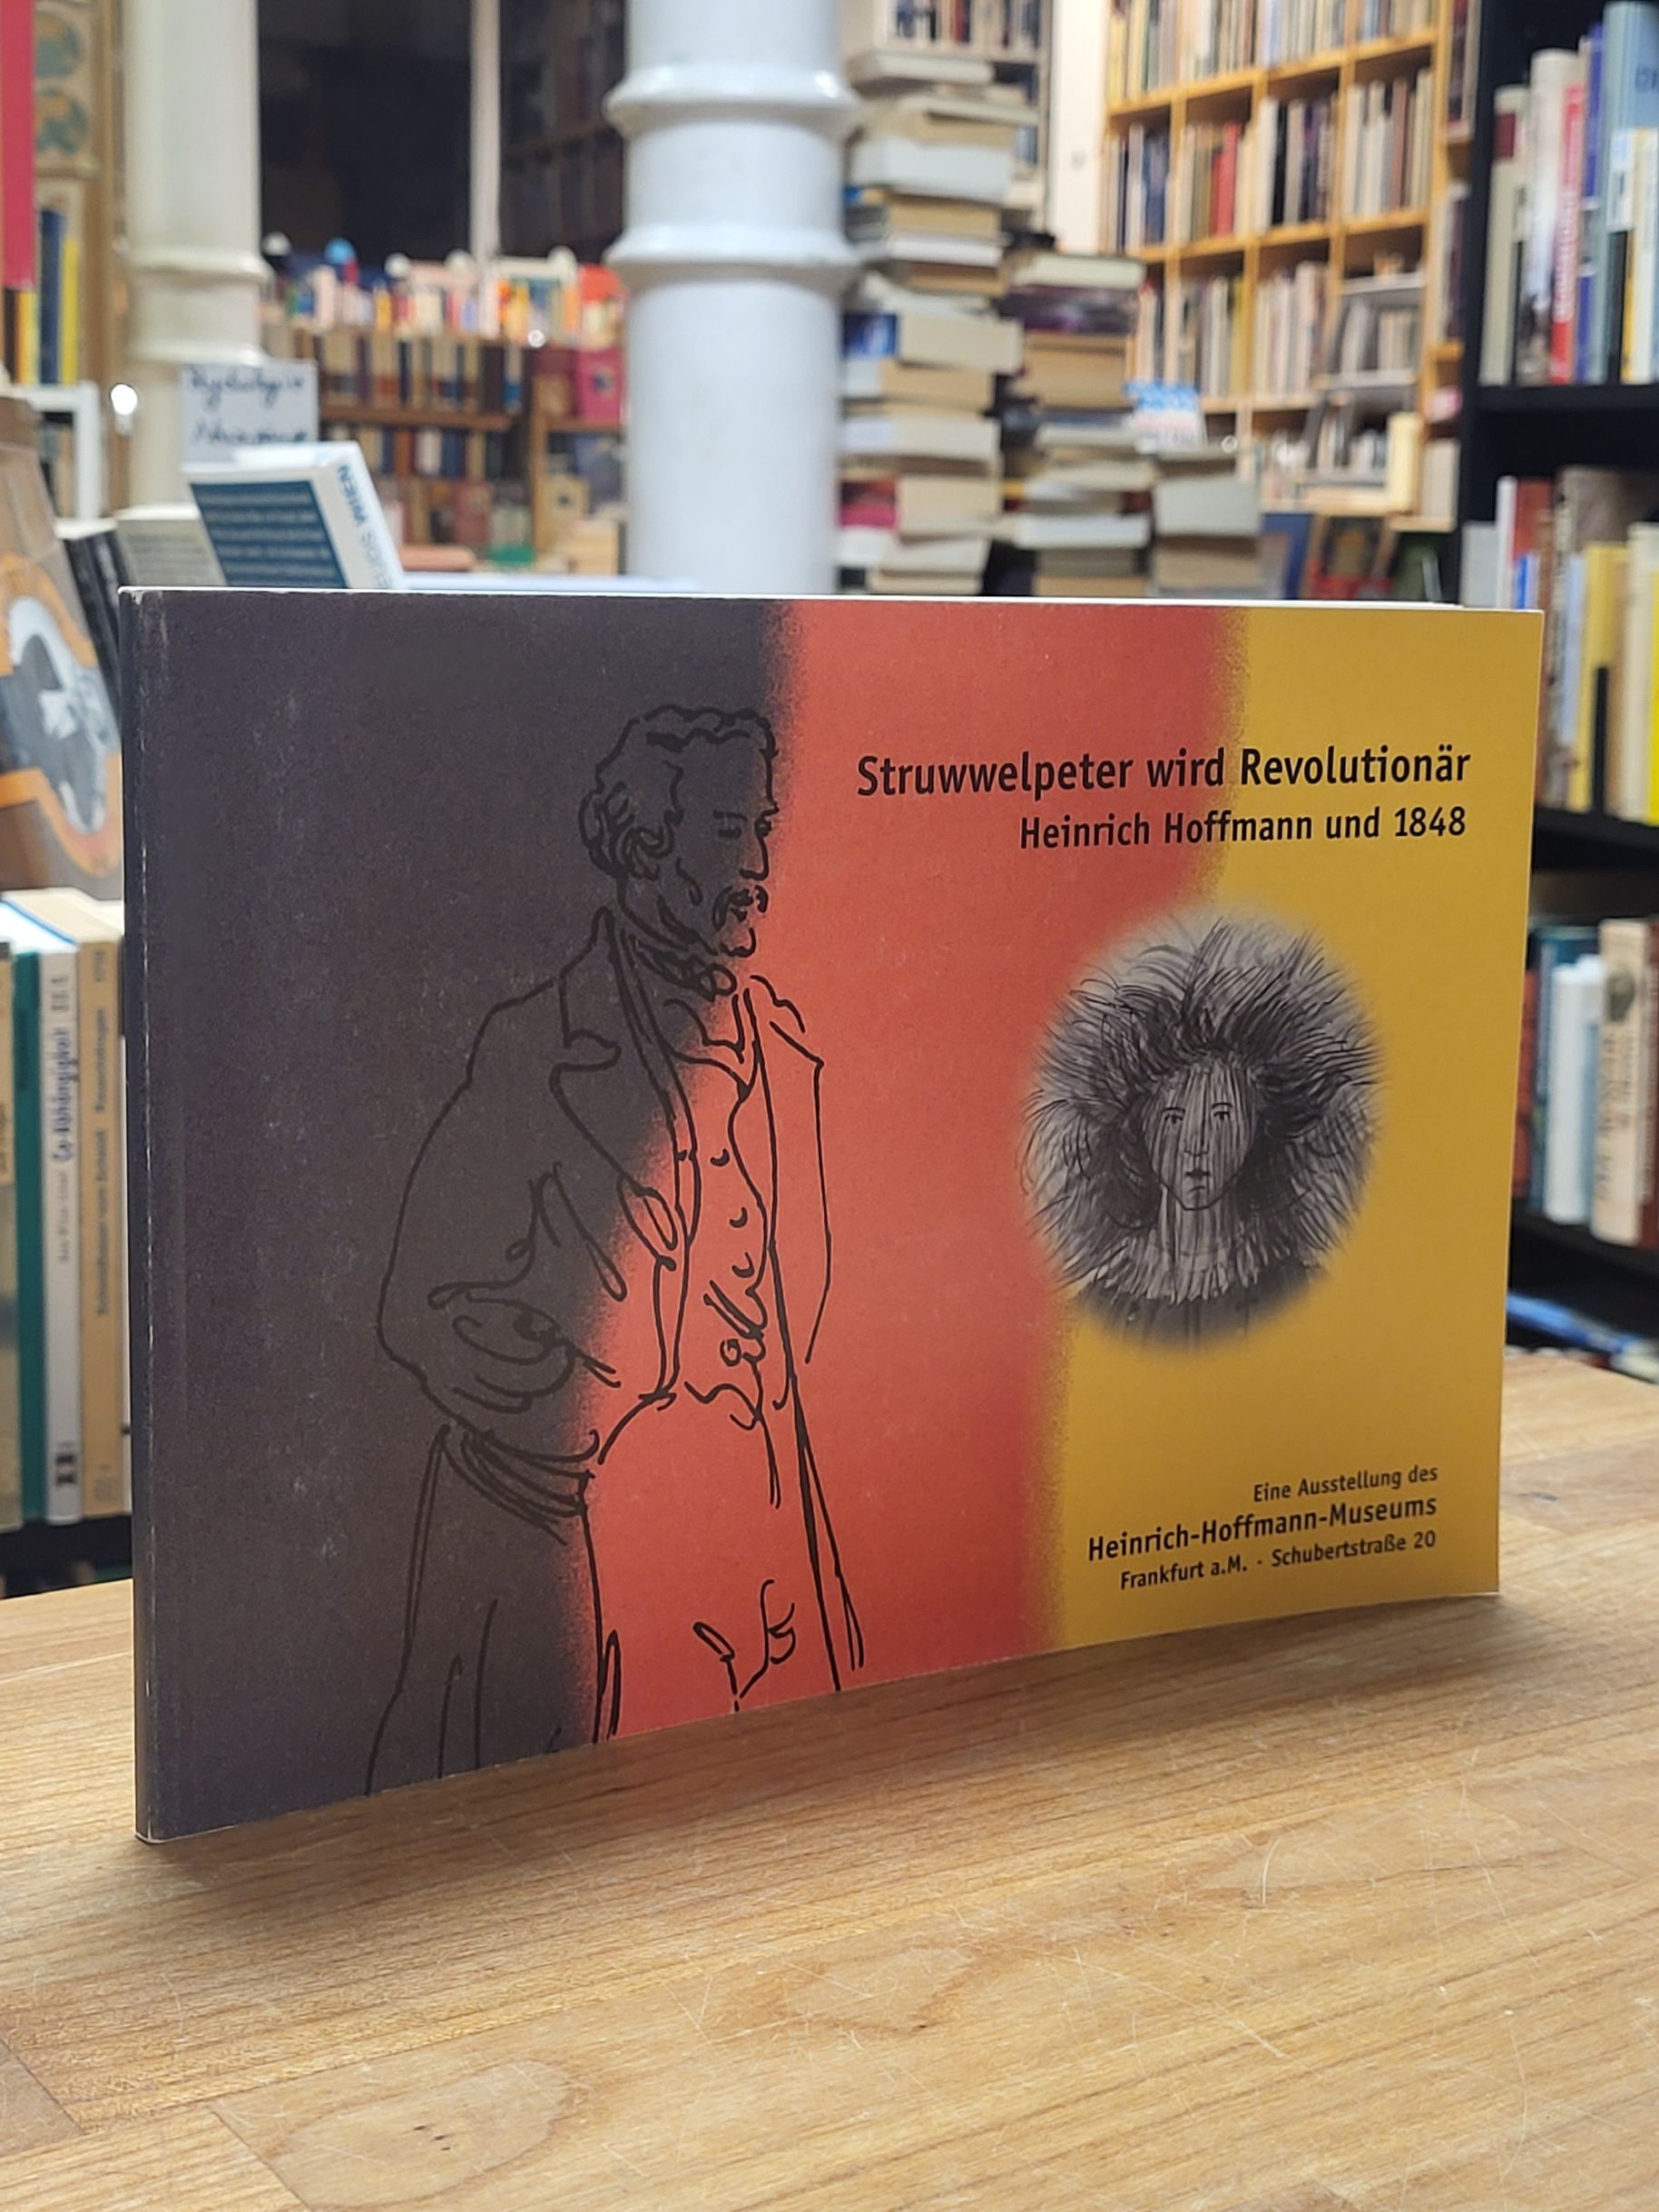 Struwwelpeter wird Revolutionär
Heinrich Hoffmann und 1848
Eine Ausstellung des
Heinrich-Hoffmann-Museums
Frankfurt a.M. · Schubertstraße 20